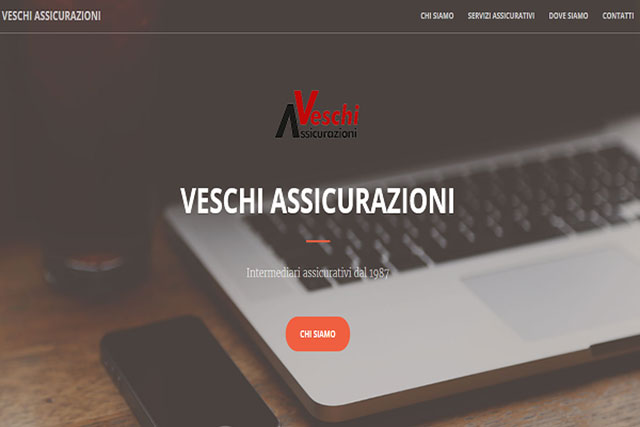 VESCHI ASSICURAZIONI
CHI SIAMO SERVIZI ASSICURATIVI DOVE SIAMO CONTATTI
Veschi
Assicurazioni
VESCHI ASSICURAZIONI
Intermediari assicurativi dal 1987
CHI SIAMO